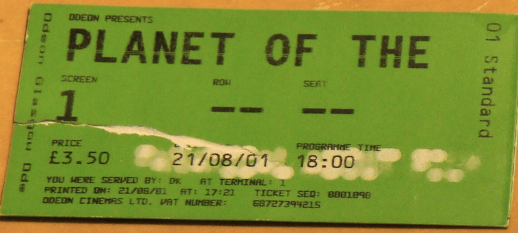 ODEON PRESENTS
PLANET OF THE
SCREEN ROW SEAT
1 -- --
PRICE PROGRAMME TIME
£3.50 21/08/01 18:00
YOU WERE SERVED BY: DK AT TERMINAL: 1
PRINTED ON: 21/08/01 AT: 17:21 TICKET SEQ: 0001090
ODEON CINEMAS LTD. VAT NUMBER: 68727394215
01 Standard
Odeon